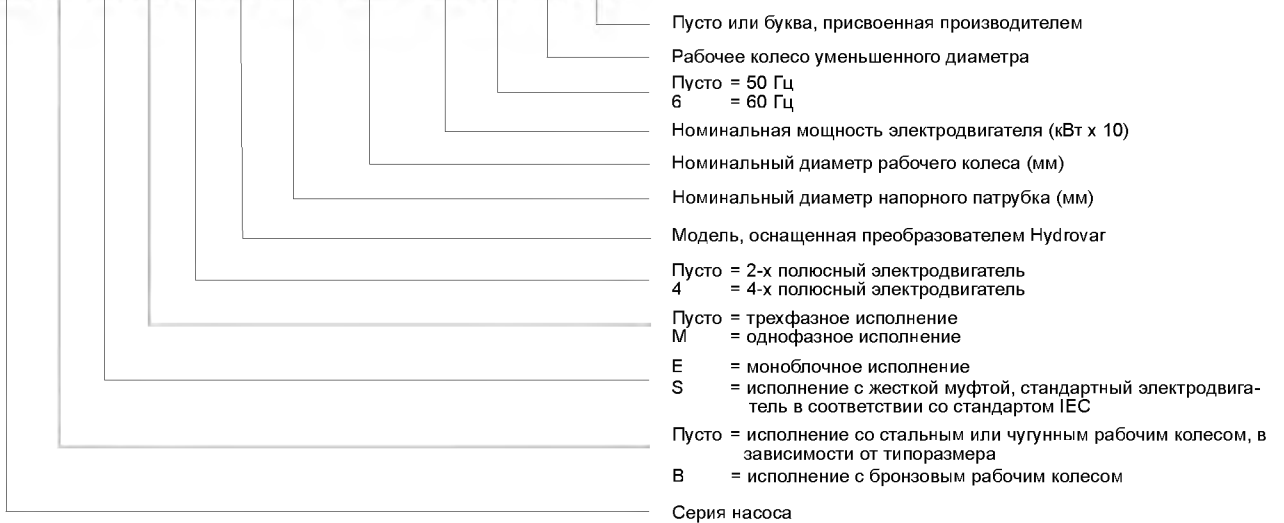 Пусто или буква, присвоенная производителем
Рабочее колесо уменьшенного диаметра
Пусто = 50 Гц
6 = 60 Гц
Номинальная мощность электродвигателя (кВт x 10)
Номинальный диаметр рабочего колеса (мм)
Номинальный диаметр напорного патрубка (мм)
Модель, оснащенная преобразователем Hydrovar
Пусто = 2-х полюсный электродвигатель
4 = 4-х полюсный электродвигатель
Пусто = трехфазное исполнение
M = однофазное исполнение
E = моноблочное исполнение
S = исполнение с жесткой муфтой, стандартный электродвига-
тель в соответствии со стандартом IEC
Пусто = исполнение со стальным или чугунным рабочим колесом, в
зависимости от типоразмера
B = исполнение с бронзовым рабочим колесом
Серия насоса